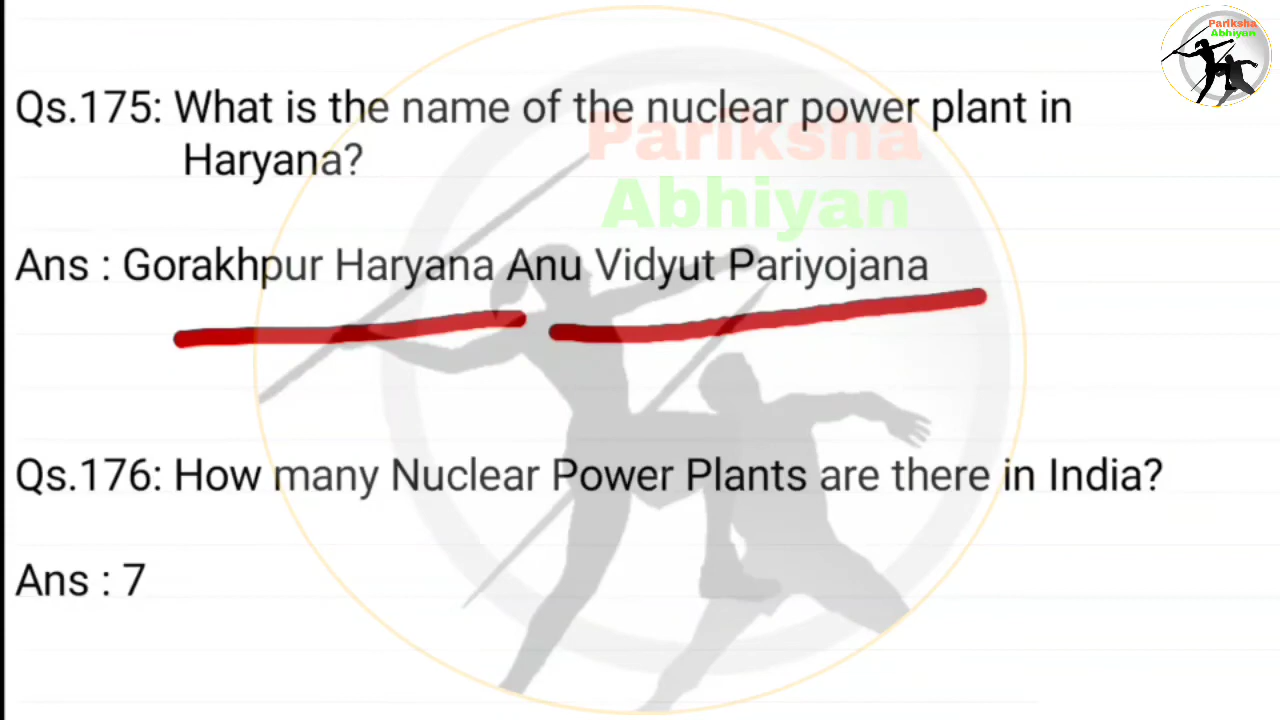 Pariksha
Abhiyan
Qs.175: What is the name of the nuclear power plant in
Haryana?
Pariksha
Abhiyan
Ans : Gorakhpur Haryana Anu Vidyut Pariyojana
Qs.176: How many Nuclear Power Plants are there in India?
Ans : 7